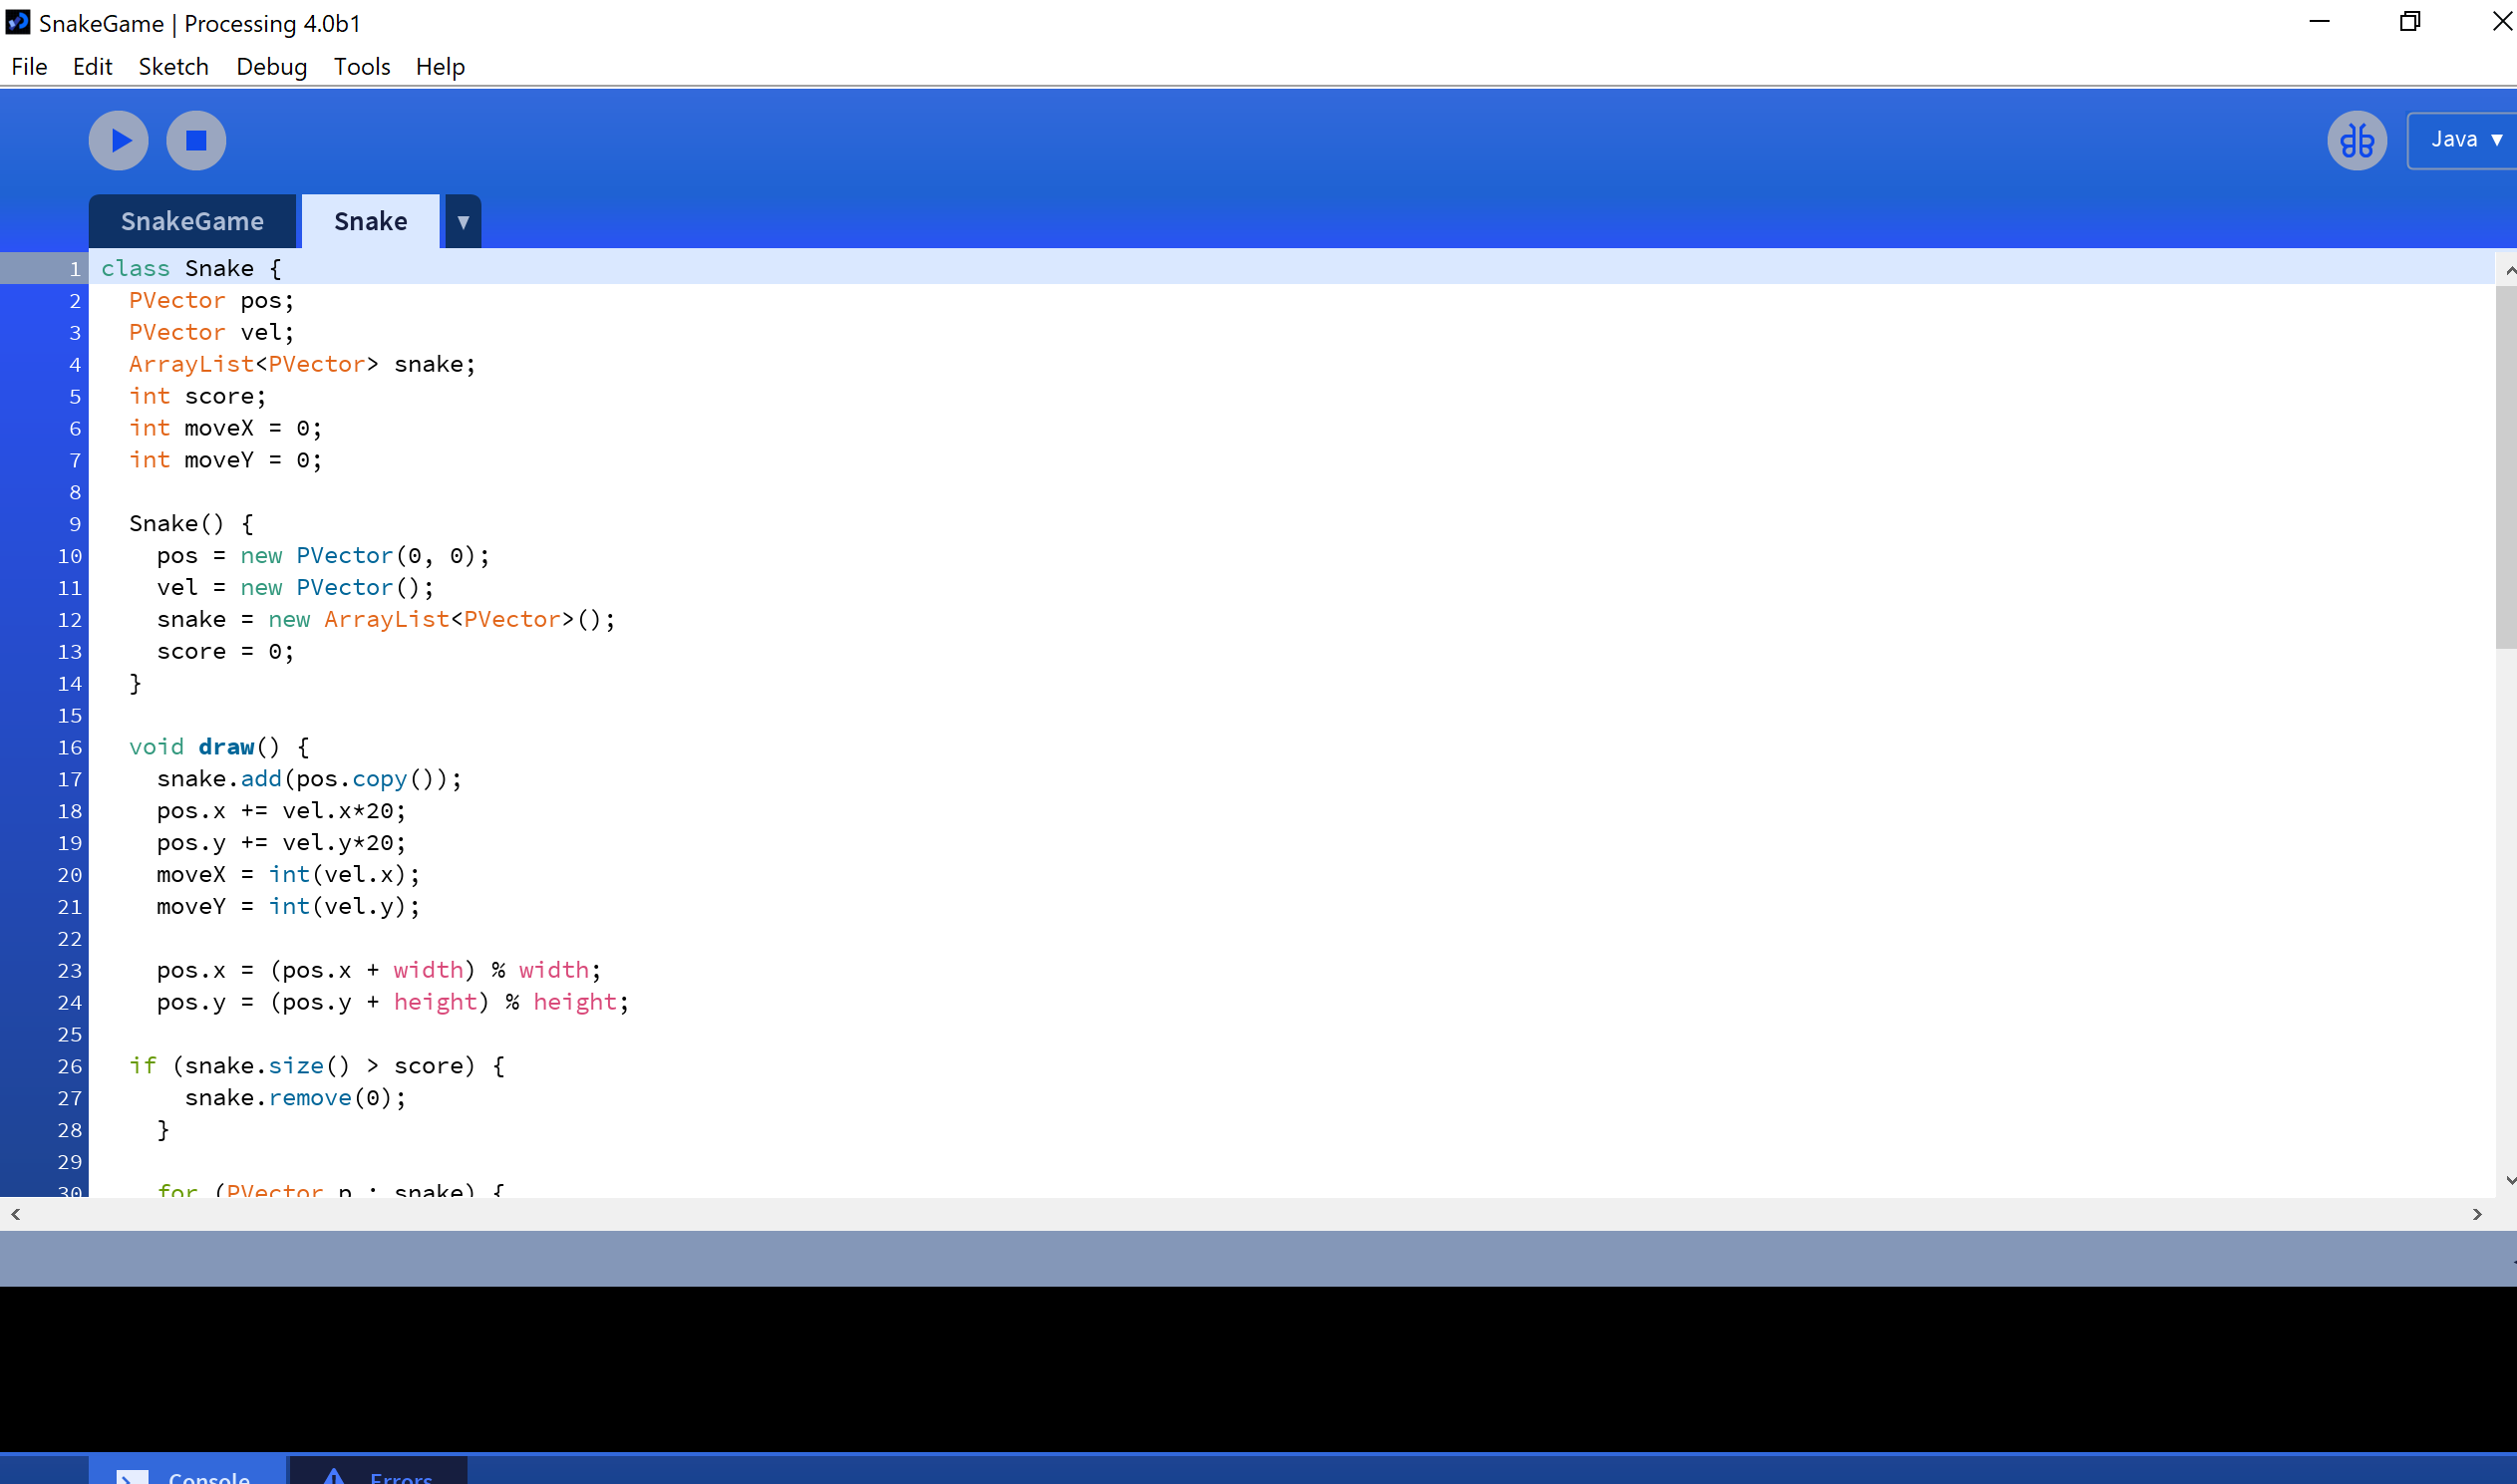 SnakeGame | Processing 4.0b1
File Edit Sketch Debug Tools Help
Java ▼
SnakeGame Snake ▼
1 class Snake {
2   PVector pos;
3   PVector vel;
4   ArrayList<PVector> snake;
5   int score;
6   int moveX = 0;
7   int moveY = 0;
8
9   Snake() {
10     pos = new PVector(0, 0);
11     vel = new PVector();
12     snake = new ArrayList<PVector>();
13     score = 0;
14   }
15
16   void draw() {
17     snake.add(pos.copy());
18     pos.x += vel.x*20;
19     pos.y += vel.y*20;
20     moveX = int(vel.x);
21     moveY = int(vel.y);
22
23     pos.x = (pos.x + width) % width;
24     pos.y = (pos.y + height) % height;
25
26   if (snake.size() > score) {
27       snake.remove(0);
28     }
29
30     for (PVector p : snake) {
Console Errors